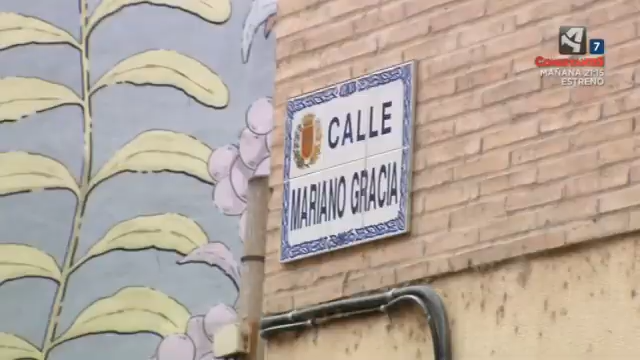 7
MAÑANA 21:15
ESTRENO
CALLE
MARIANO GRACIA